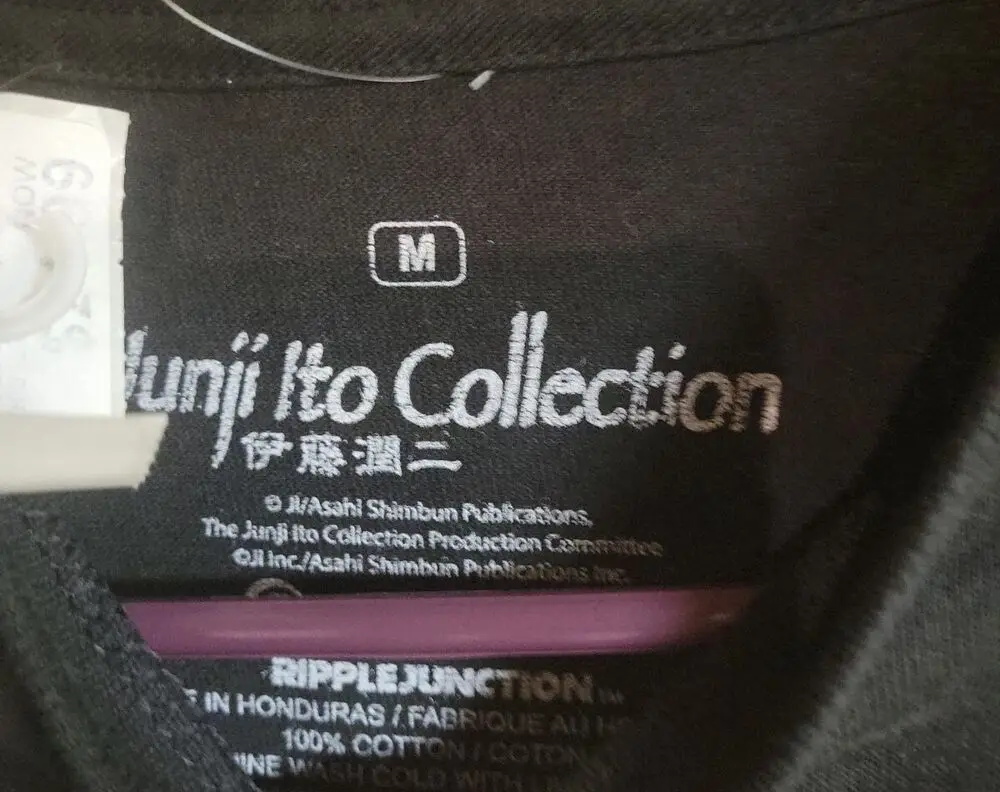 M
Junji Ito Collection
伊藤潤二
© JI/Asahi Shimbun Publications,
The Junji Ito Collection Production Committee
©JI Inc./Asahi Shimbun Publications Inc.
RIPPLEJUNCTION
IN HONDURAS / FABRIQUE AU
100% COTTON / COTON
WASH COLD WITH